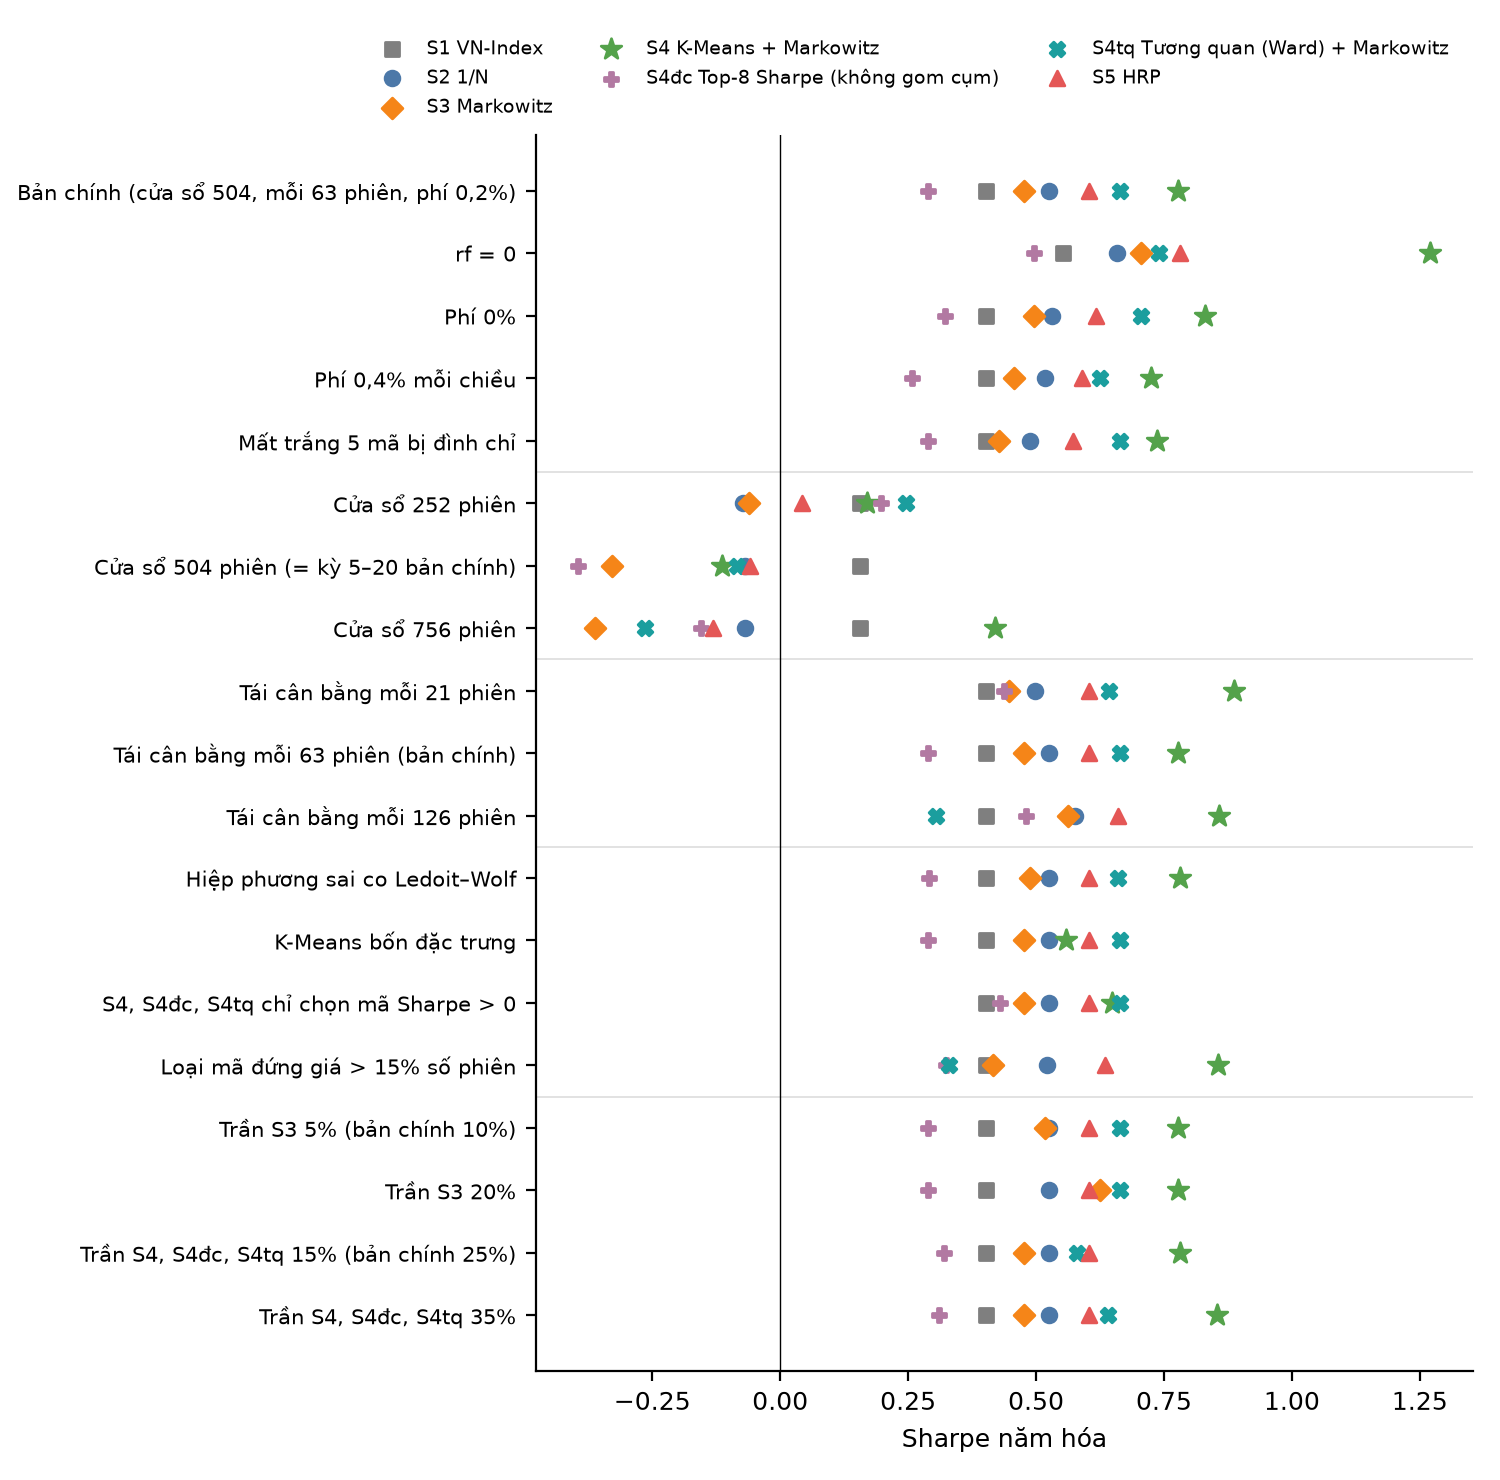 S1 VN-Index
S2 1/N
S3 Markowitz
S4 K-Means + Markowitz
S4đc Top-8 Sharpe (không gom cụm)
S4tq Tương quan (Ward) + Markowitz
S5 HRP
Bản chính (cửa sổ 504, mỗi 63 phiên, phí 0,2%)
rf = 0
Phí 0%
Phí 0,4% mỗi chiều
Mất trắng 5 mã bị đình chỉ
Cửa sổ 252 phiên
Cửa sổ 504 phiên (= kỳ 5–20 bản chính)
Cửa sổ 756 phiên
Tái cân bằng mỗi 21 phiên
Tái cân bằng mỗi 63 phiên (bản chính)
Tái cân bằng mỗi 126 phiên
Hiệp phương sai co Ledoit–Wolf
K-Means bốn đặc trưng
S4, S4đc, S4tq chỉ chọn mã Sharpe > 0
Loại mã đứng giá > 15% số phiên
Trần S3 5% (bản chính 10%)
Trần S3 20%
Trần S4, S4đc, S4tq 15% (bản chính 25%)
Trần S4, S4đc, S4tq 35%
−0.25 0.00 0.25 0.50 0.75 1.00 1.25
Sharpe năm hóa